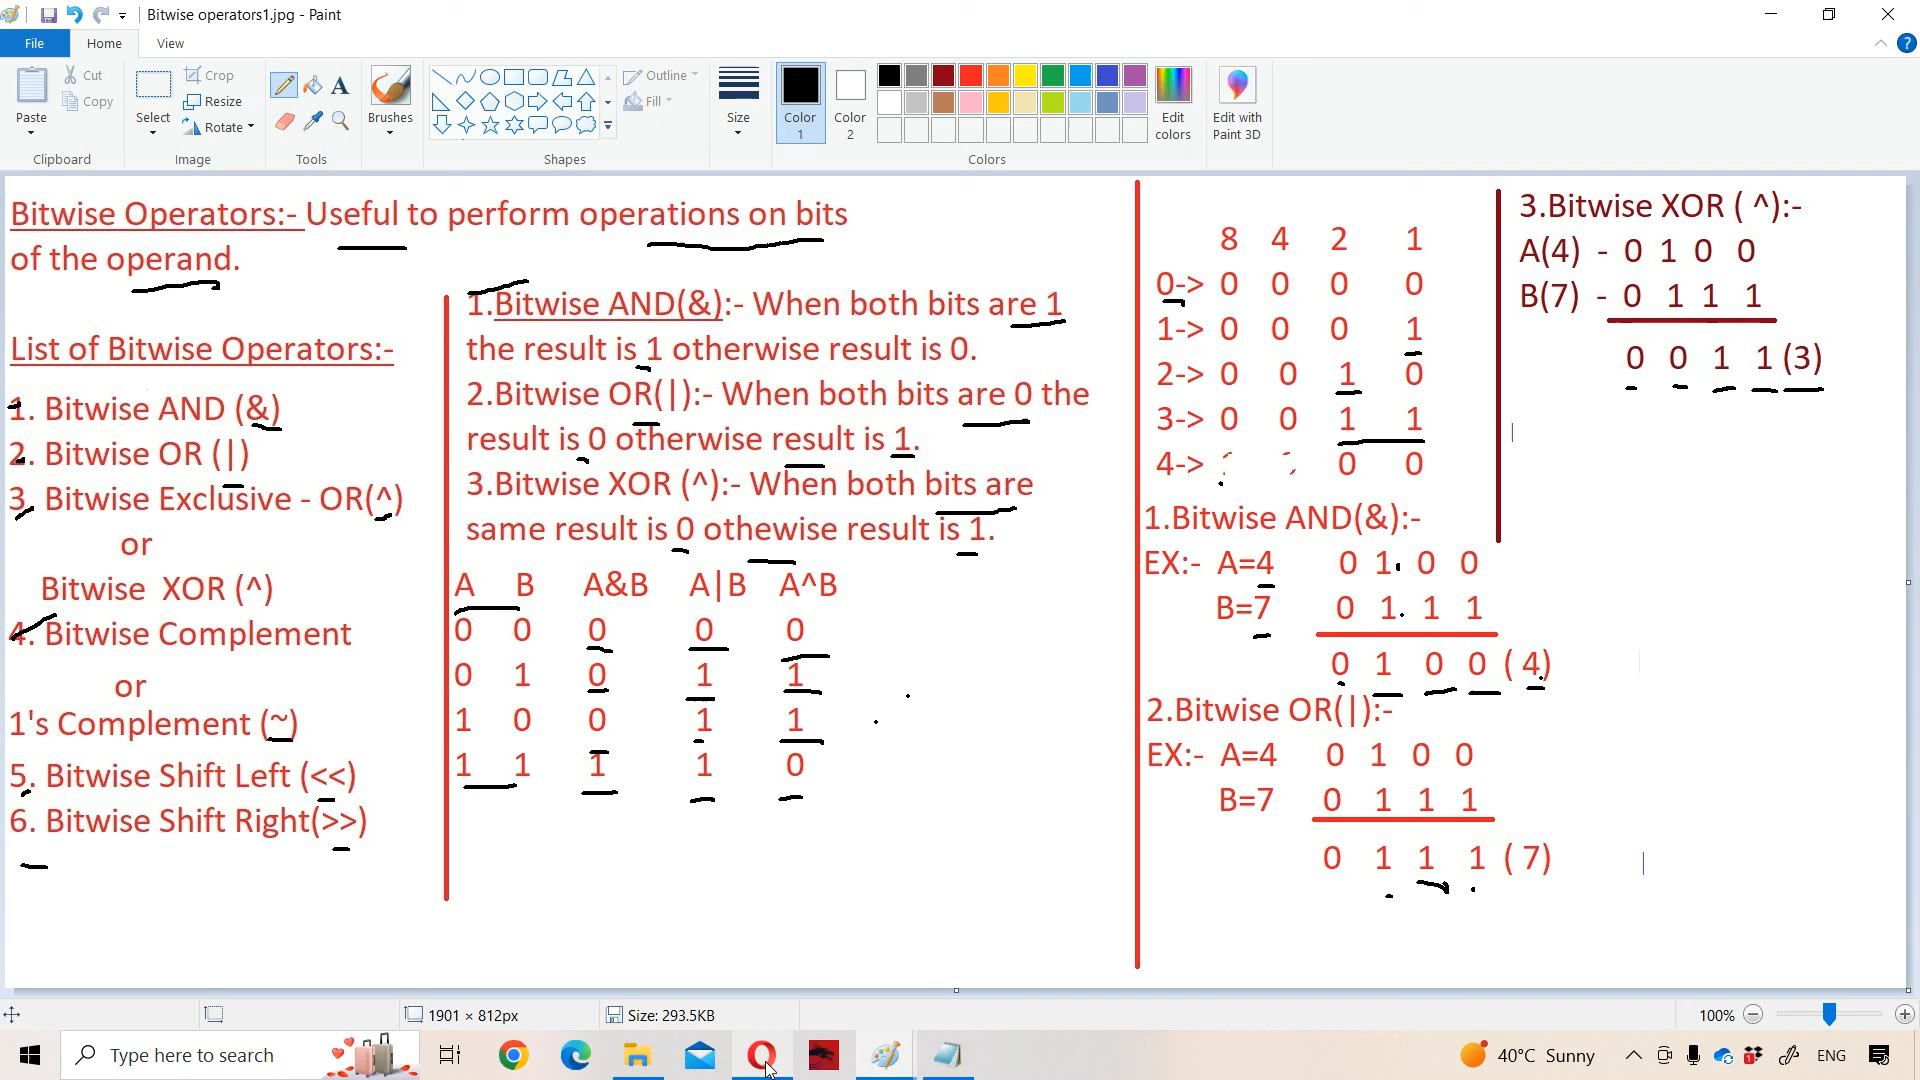 Bitwise operators1.jpg - Paint
File Home View
Paste
Cut
Copy
Clipboard
Select
Crop
Resize
Rotate
Image
Tools
Brushes
Shapes
Outline
Fill
Size
Color 1
Color 2
Colors
Edit colors
Edit with Paint 3D
Bitwise Operators:- Useful to perform operations on bits
of the operand.
List of Bitwise Operators:-
1. Bitwise AND (&)
2. Bitwise OR (|)
3. Bitwise Exclusive - OR(^)
or
Bitwise XOR (^)
4. Bitwise Complement
or
1's Complement (~)
5. Bitwise Shift Left (<<)
6. Bitwise Shift Right(>>)
1.Bitwise AND(&):- When both bits are 1
the result is 1 otherwise result is 0.
2.Bitwise OR(|):- When both bits are 0 the
result is 0 otherwise result is 1.
3.Bitwise XOR (^):- When both bits are
same result is 0 othewise result is 1.
A B A&B A|B A^B
0 0 0 0 0
0 1 0 1 1
1 0 0 1 1
1 1 1 1 0
8 4 2 1
0-> 0 0 0 0
1-> 0 0 0 1
2-> 0 0 1 0
3-> 0 0 1 1
4-> 0 0
1.Bitwise AND(&):-
EX:- A=4 0 1 0 0
B=7 0 1 1 1
0 1 0 0 ( 4)
2.Bitwise OR(|):-
EX:- A=4 0 1 0 0
B=7 0 1 1 1
0 1 1 1 ( 7)
3.Bitwise XOR ( ^):-
A(4) - 0 1 0 0
B(7) - 0 1 1 1
0 0 1 1 (3)
1901 × 812px
Size: 293.5KB
100%
Type here to search
40°C Sunny
ENG